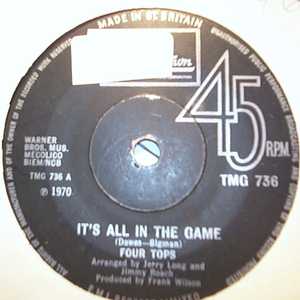 MADE IN GT. BRITAIN
45
RPM.
WARNER
BROS. MUS.
MECOLICO
BIEM/NCB
TMG 736 A
℗ 1970
TMG 736
IT'S ALL IN THE GAME
(Dawes-Sigman)
FOUR TOPS
Arranged by Jerry Long and
Jimmy Roach
Produced by Frank Wilson